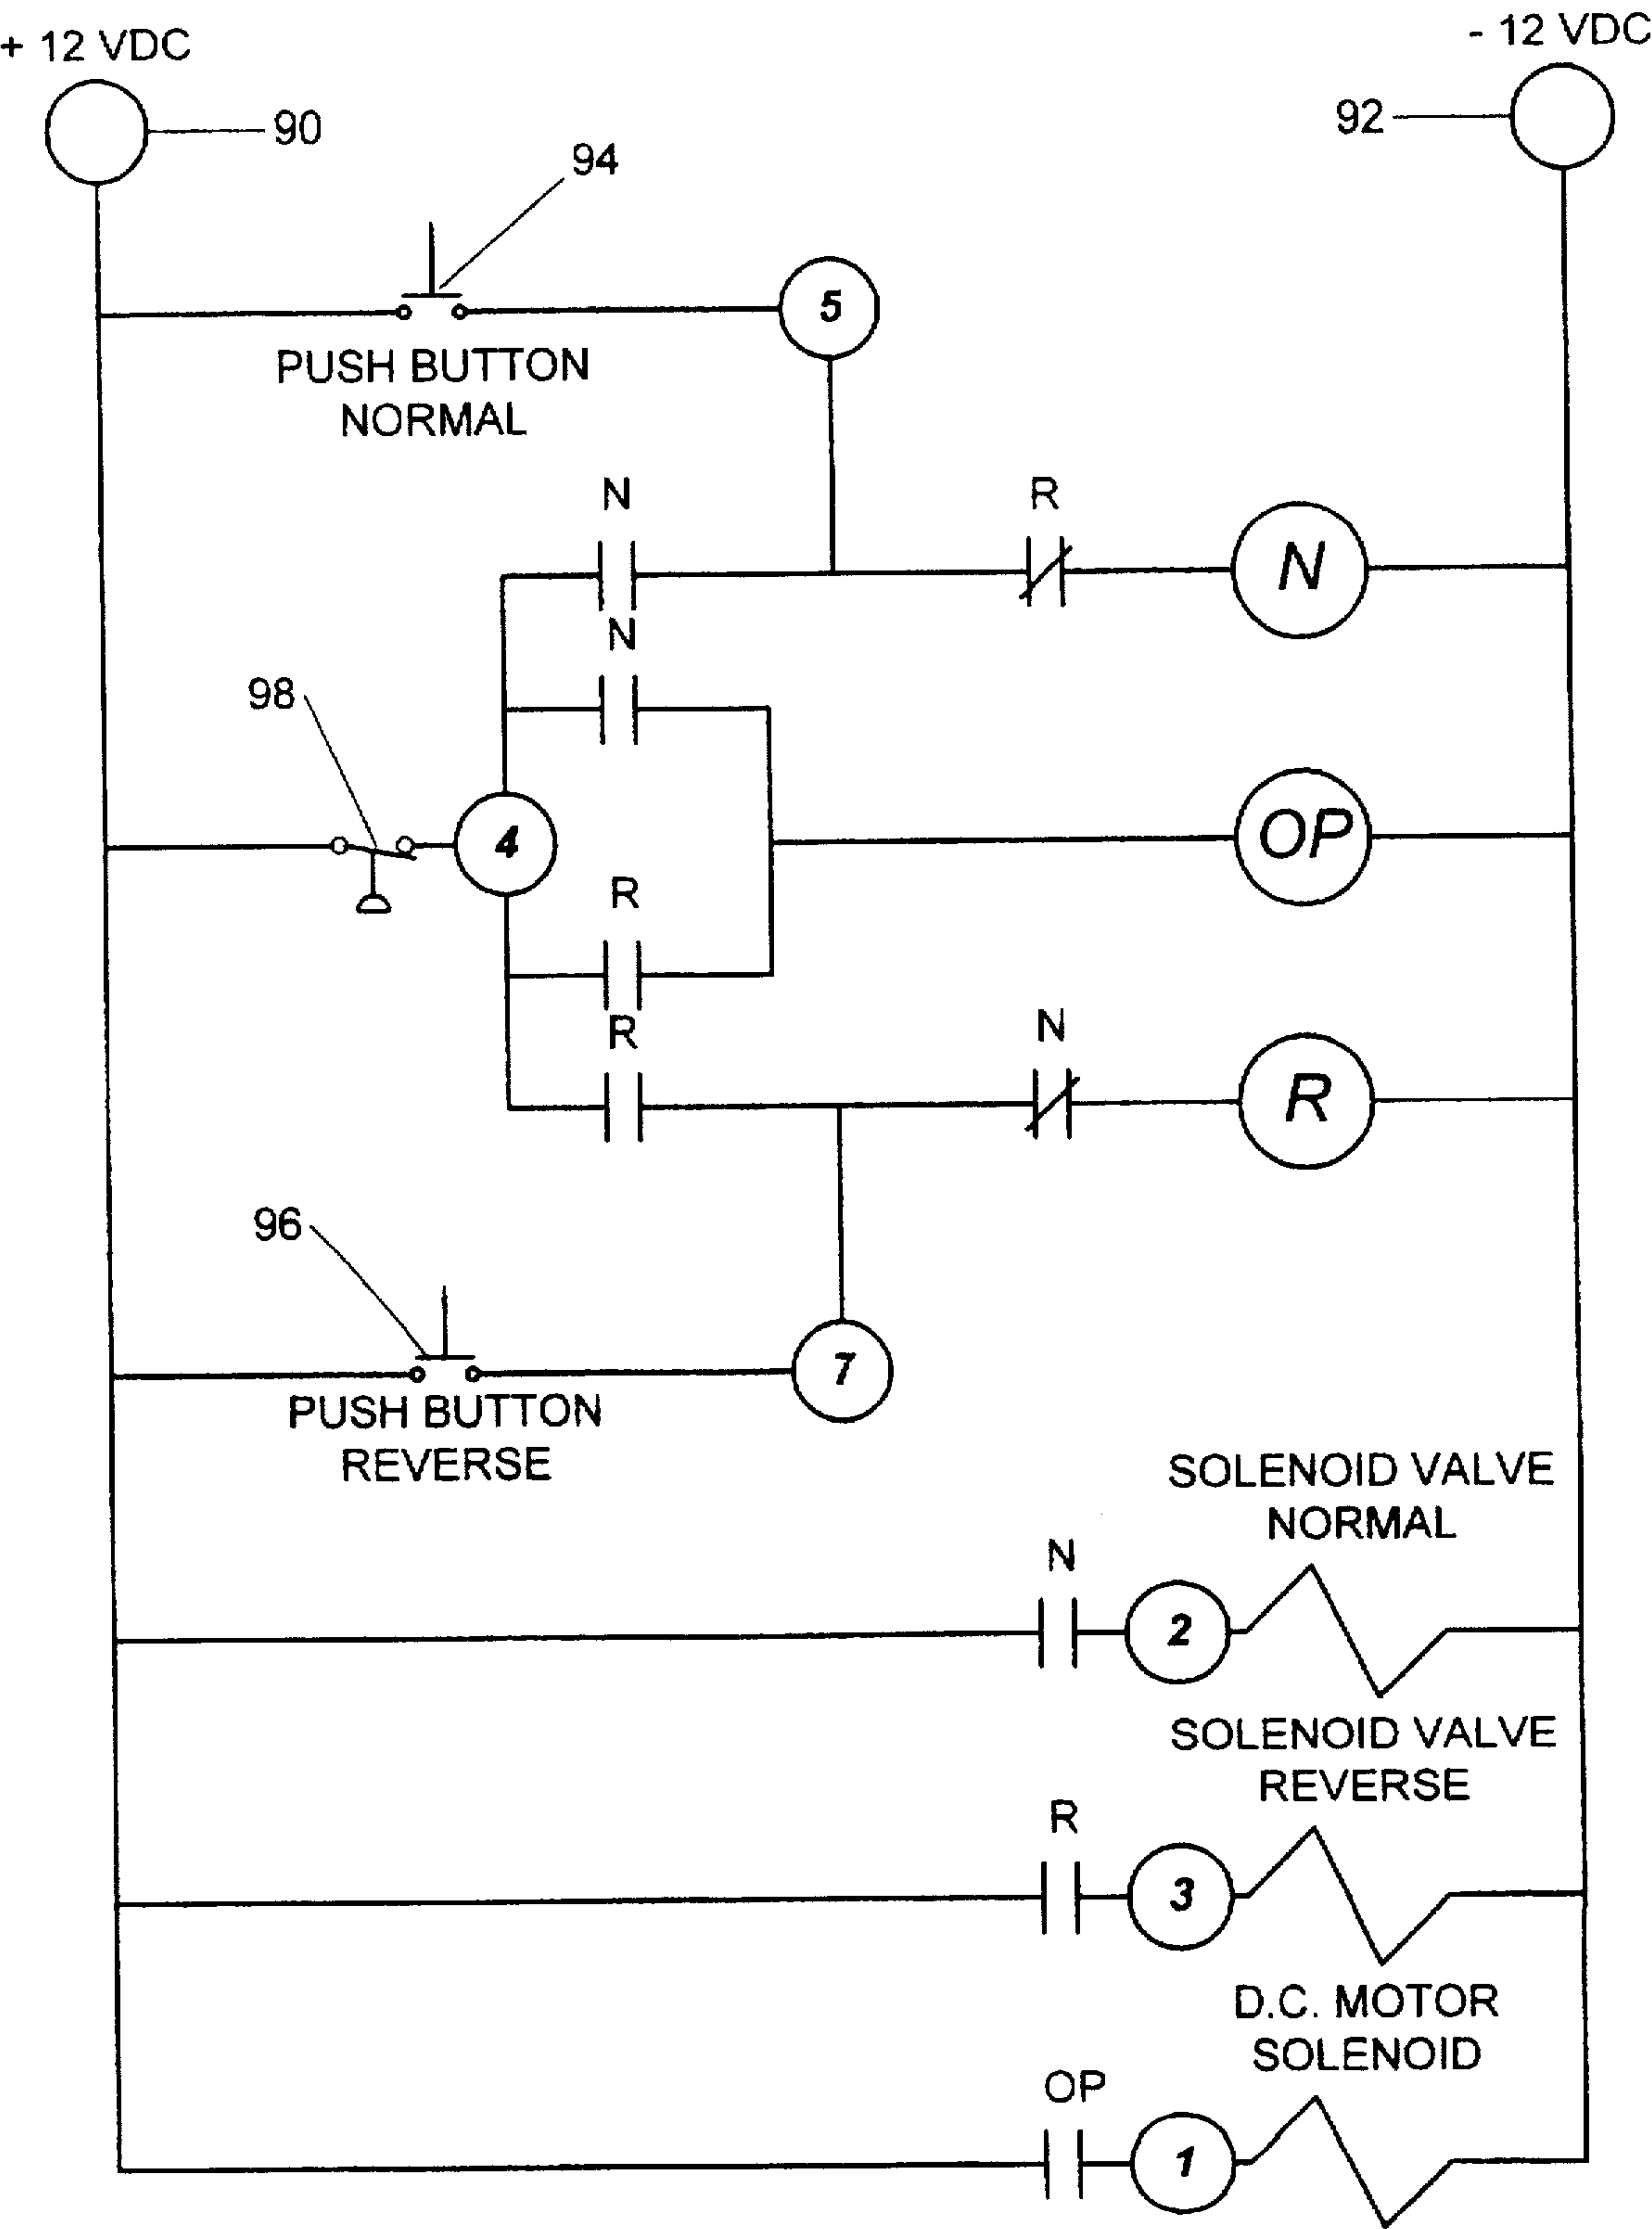 + 12 VDC
- 12 VDC
90
92
94
5
PUSH BUTTON
NORMAL
N
R
N
N
98
4
OP
R
R
N
R
96
7
PUSH BUTTON
REVERSE
SOLENOID VALVE
NORMAL
N
2
SOLENOID VALVE
REVERSE
R
3
D.C. MOTOR
SOLENOID
OP
1